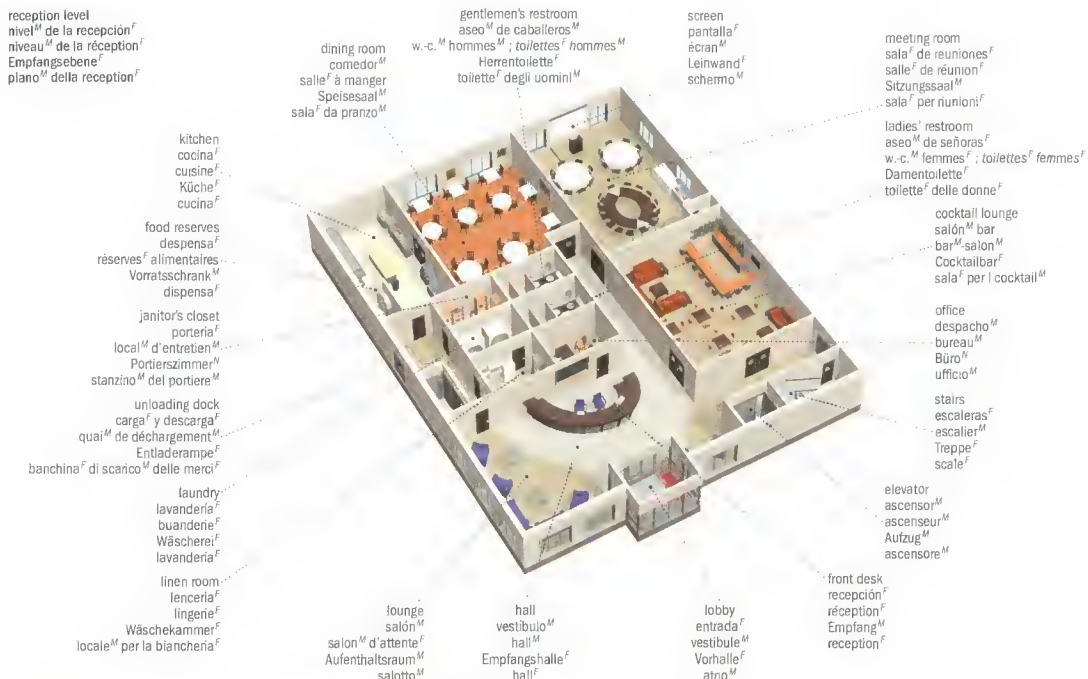 reception level
nivelᴹ de la recepciónF
niveauᴹ de la réceptionF
EmpfangsebeneF
pianoᴹ della receptionF
gentlemen's restroom
aseoᴹ de caballerosᴹ
w.-c.ᴹ hommesᴹ ; toilettesF hommesᴹ
HerrentoiletteF
toiletteF degli uominiᴹ
screen
pantallaF
écranᴹ
LeinwandF
schermoᴹ
dining room
comedorᴹ
salleF à manger
Speisesaalᴹ
salaF da pranzoᴹ
meeting room
salaF de reunionesF
salleF de réunionF
Sitzungssaalᴹ
salaF per riunioniF
kitchen
cocinaF
cuisineF
KücheF
cucinaF
ladies' restroom
aseoᴹ de señorasF
w.-c.ᴹ femmesF ; toilettesF femmesF
DamentoiletteF
toiletteF delle donneF
food reserves
despensaF
réservesF alimentaires
Vorratsschrankᴹ
dispensaF
cocktail lounge
salónᴹ bar
barᴹ-salonᴹ
CocktailbarF
salaF per i cocktailᴹ
janitor's closet
porteriaF
localᴹ d'entretienᴹ
Portierszimmerᴺ
stanzinoᴹ del portiereᴹ
office
despachoᴹ
bureauᴹ
Büroᴺ
ufficioᴹ
unloading dock
cargaF y descargaF
quaiᴹ de déchargementᴹ
EntladerampeF
banchinaF di scaricoᴹ delle merciF
stairs
escalerasF
escalierᴹ
TreppeF
scaleF
laundry
lavanderíaF
buanderieF
WäschereiF
lavanderiaF
elevator
ascensorᴹ
ascenseurᴹ
Aufzugᴹ
ascensoreᴹ
linen room
lenceríaF
lingerieF
WäschekammerF
localeᴹ per la biancheriaF
front desk
recepciónF
réceptionF
Empfangᴹ
receptionF
lounge
salónᴹ
salonᴹ d'attenteF
Aufenthaltsraumᴹ
salottoᴹ
hall
vestíbuloᴹ
hallᴹ
EmpfangshalleF
hallF
lobby
entradaF
vestibuleᴹ
VorhalleF
atrioᴹ